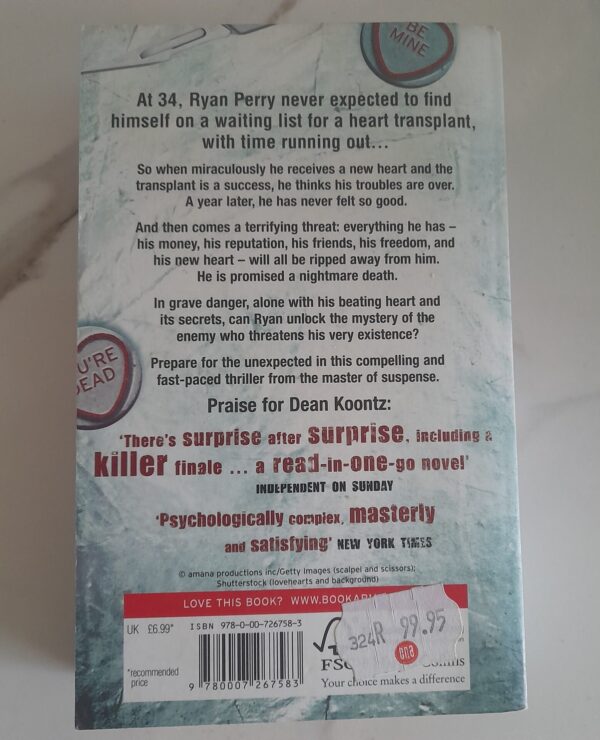 BE
MINE
At 34, Ryan Perry never expected to find
himself on a waiting list for a heart transplant,
with time running out...
So when miraculously he receives a new heart and the
transplant is a success, he thinks his troubles are over.
A year later, he has never felt so good.
And then comes a terrifying threat: everything he has –
his money, his reputation, his friends, his freedom, and
his new heart – will all be ripped away from him.
He is promised a nightmare death.
In grave danger, alone with his beating heart and
its secrets, can Ryan unlock the mystery of the
enemy who threatens his very existence?
U'RE
DEAD
Prepare for the unexpected in this compelling and
fast-paced thriller from the master of suspense.
Praise for Dean Koontz:
'There's surprise after surprise, including a
killer finale ... a read-in-one-go novel'
INDEPENDENT ON SUNDAY
'Psychologically complex, masterly
and satisfying' NEW YORK TIMES
© amana productions inc/Getty Images (scalpel and scissors);
Shutterstock (lovehearts and background)
LOVE THIS BOOK? WWW.BOOKAR
UK £6.99*
ISBN 978-0-00-726758-3
*recommended
price
9 780007 267583
324R 99.95
cna
FSC
Your choice makes a difference